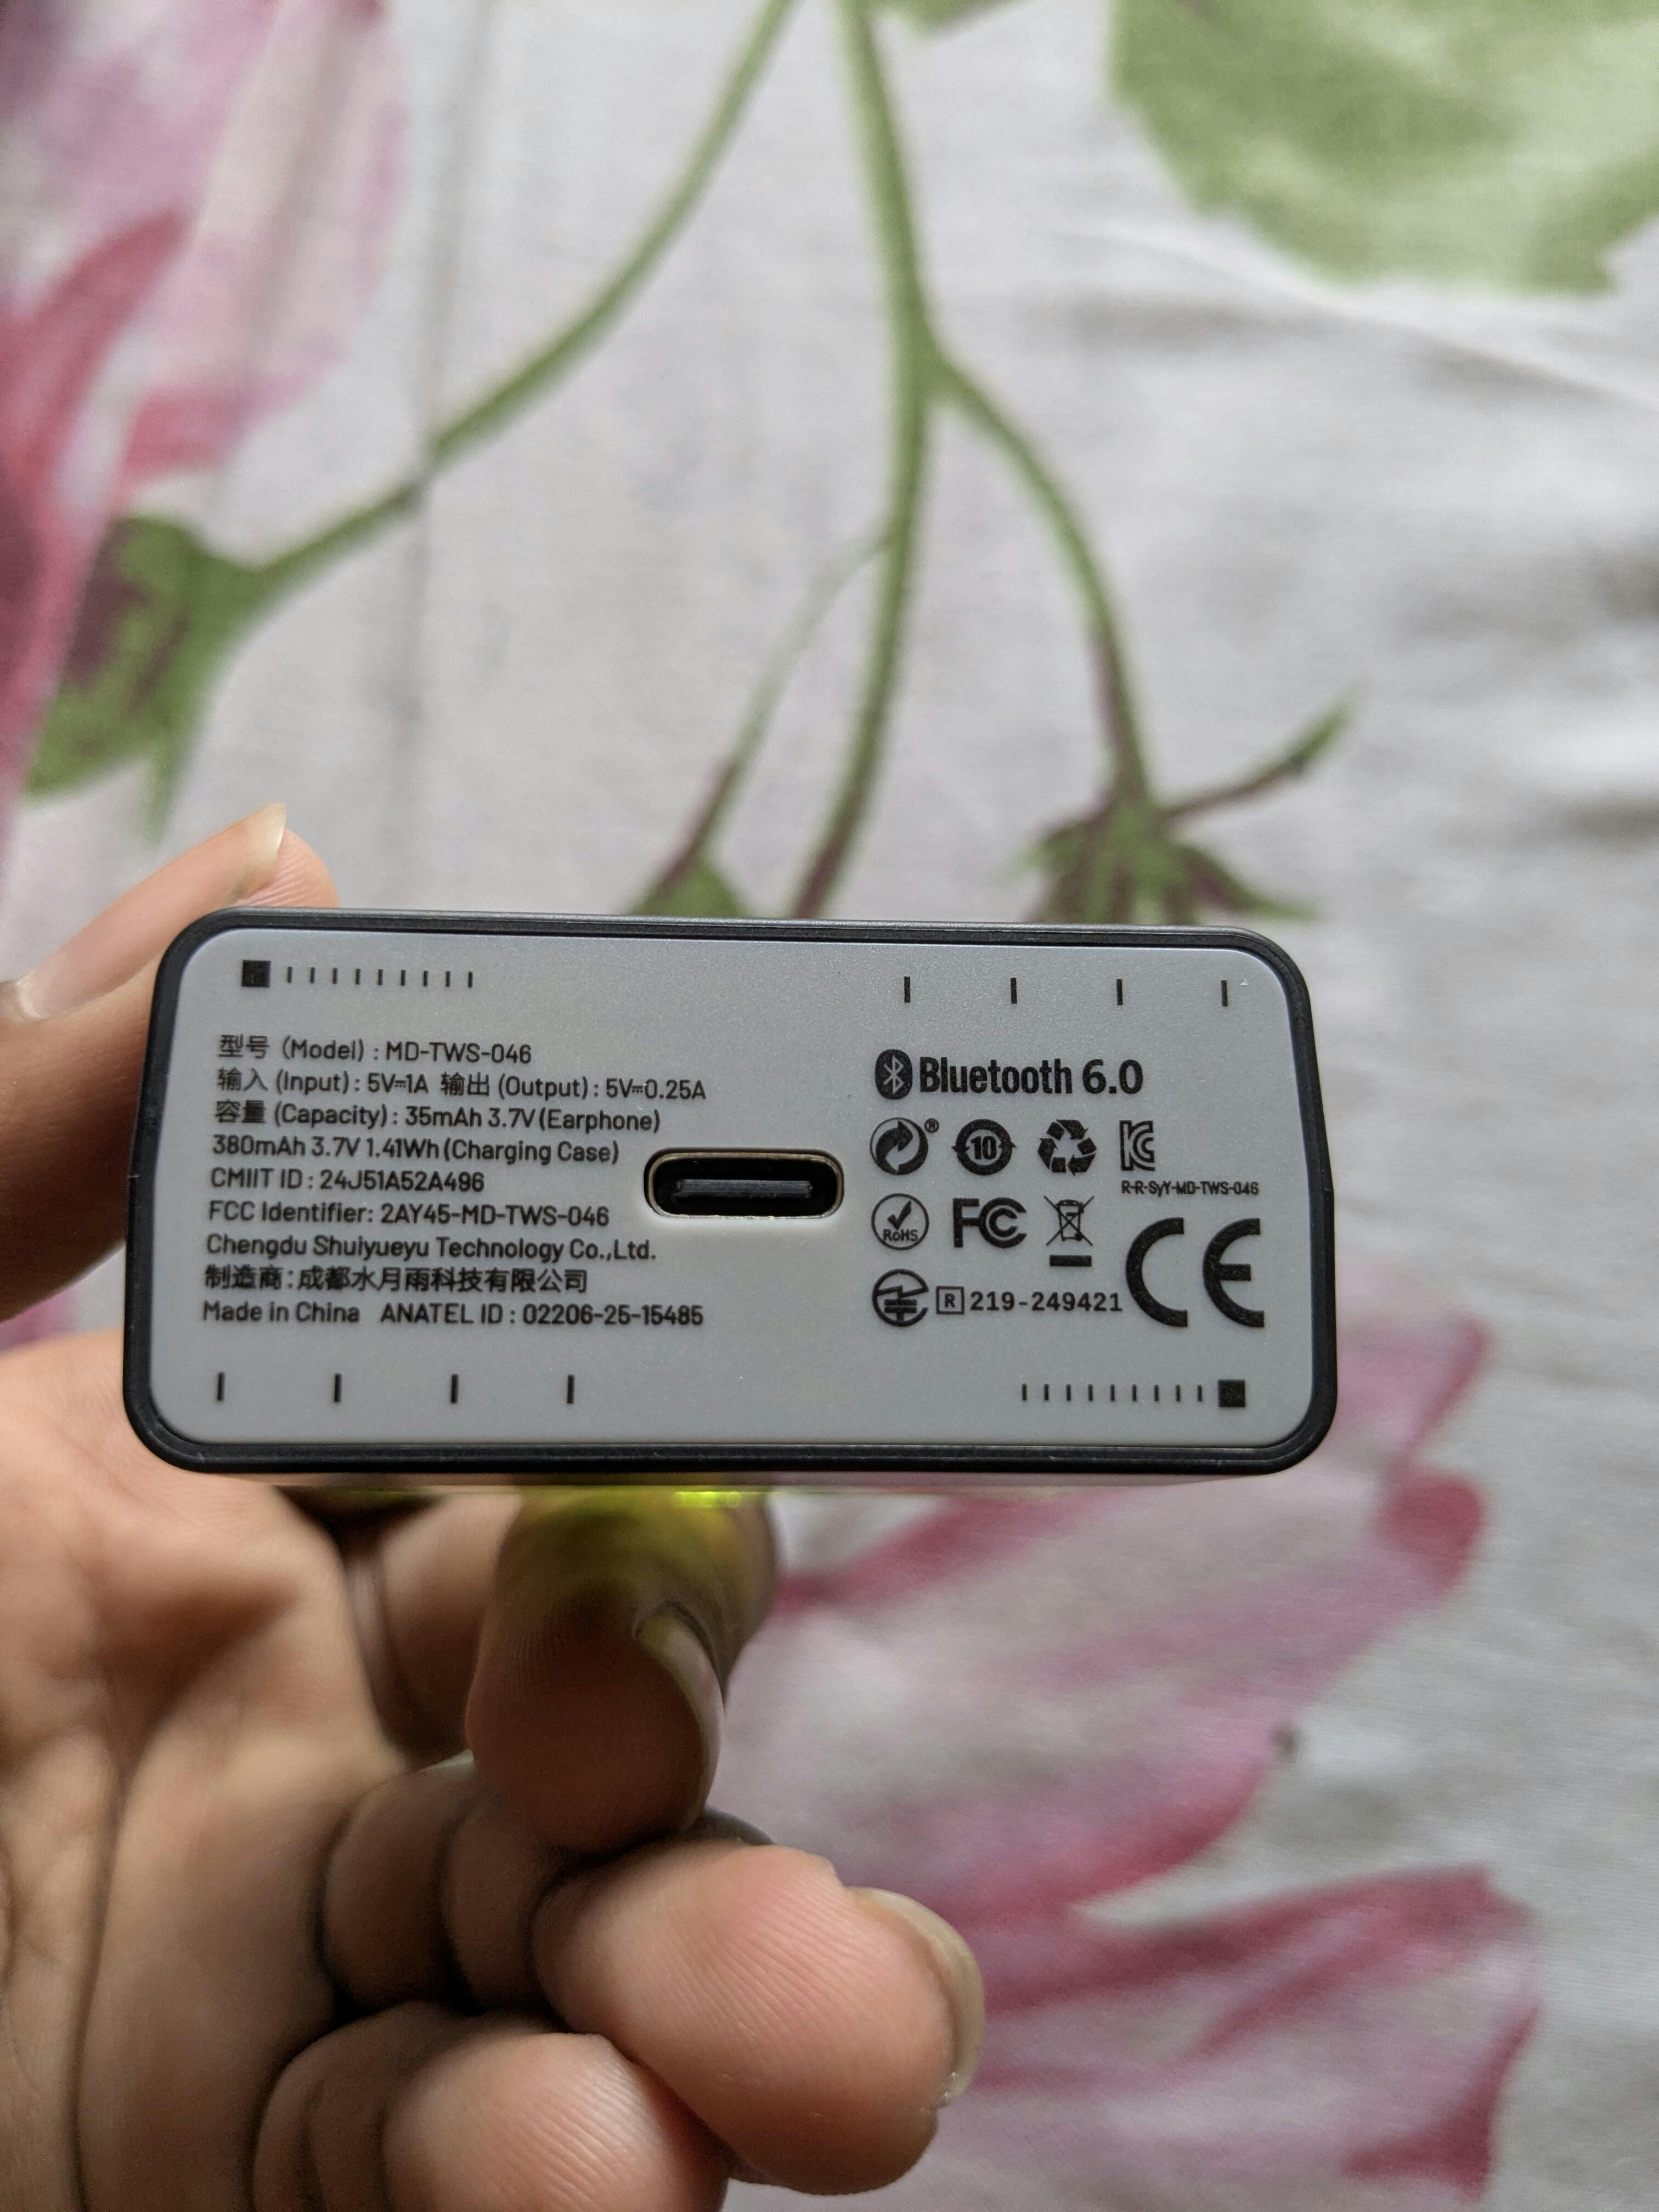 型号 (Model) : MD-TWS-046
输入 (Input) : 5V⎓1A 输出 (Output) : 5V⎓0.25A
容量 (Capacity) : 35mAh 3.7V (Earphone)
380mAh 3.7V 1.41Wh (Charging Case)
CMIIT ID : 24J51A52A496
FCC Identifier: 2AY45-MD-TWS-046
Chengdu Shuiyueyu Technology Co.,Ltd.
制造商:成都水月雨科技有限公司
Made in China ANATEL ID : 02206-25-15485
Bluetooth 6.0
® 10
R-R-SyY-MD-TWS-046
RoHS FC CE
R 219-249421